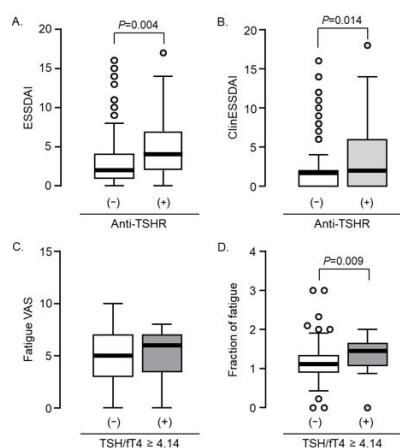 A.
P=0.004
ESSDAI
20
15
10
5
0
(−)
(+)
Anti-TSHR
B.
P=0.014
ClinESSDAI
20
15
10
5
0
(−)
(+)
Anti-TSHR
C.
Fatigue VAS
15
10
5
0
(−)
(+)
TSH/fT4 ≥ 4.14
D.
P=0.009
Fraction of fatigue
4
3
2
1
0
(−)
(+)
TSH/fT4 ≥ 4.14